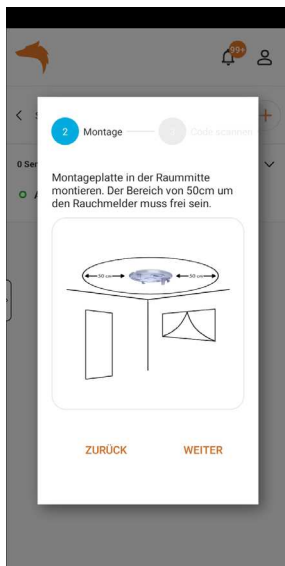 99+
0 Ser
2 Montage
Code scannen
Montageplatte in der Raummitte
montieren. Der Bereich von 50cm um
den Rauchmelder muss frei sein.
50 cm 50 cm
ZURÜCK WEITER